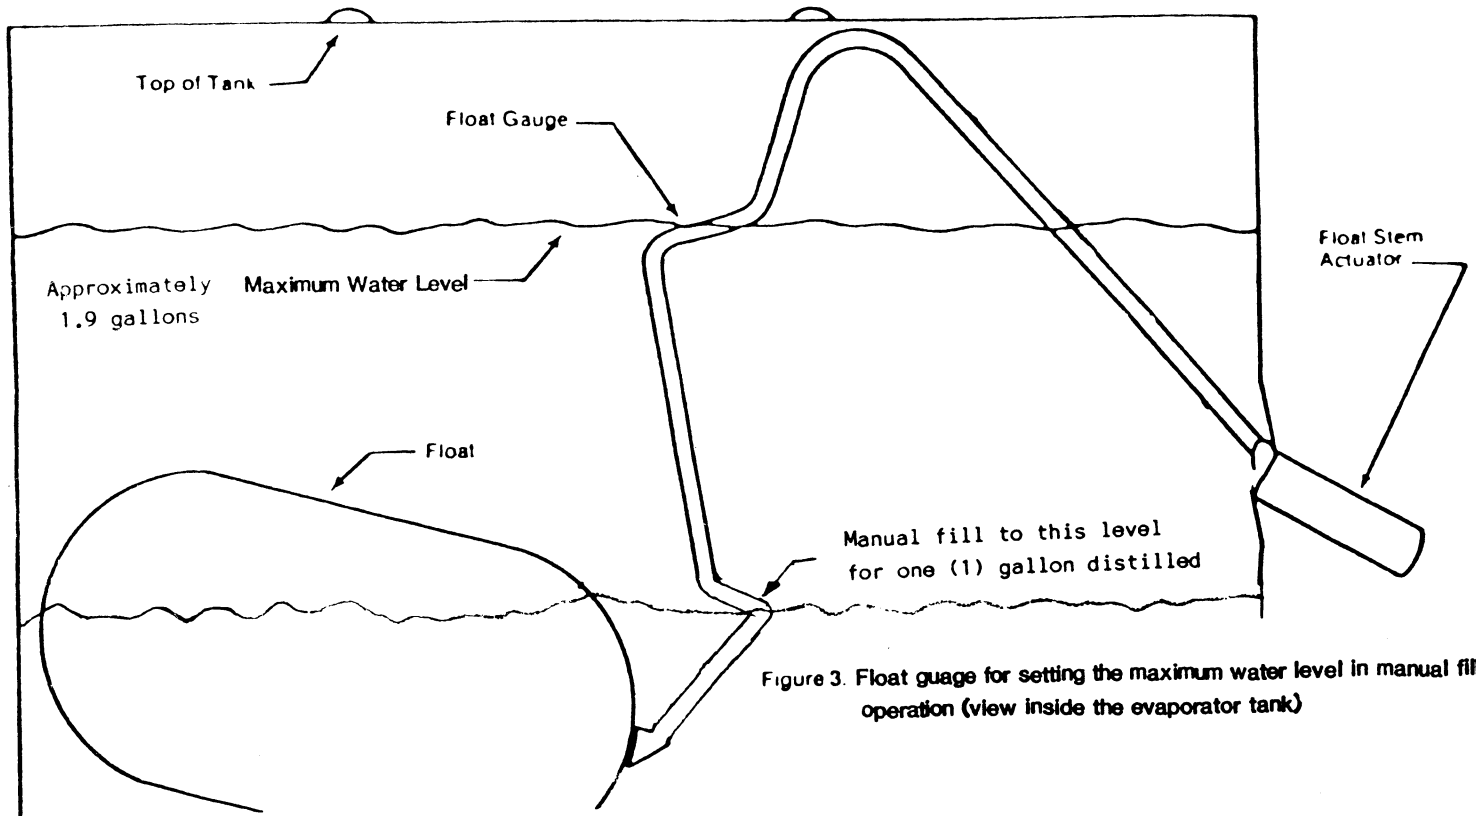 Top of Tank
Float Gauge
Float Stem
Actuator
Approximately Maximum Water Level
1.9 gallons
Float
Manual fill to this level
for one (1) gallon distilled
Figure 3. Float guage for setting the maximum water level in manual fil
operation (view inside the evaporator tank)